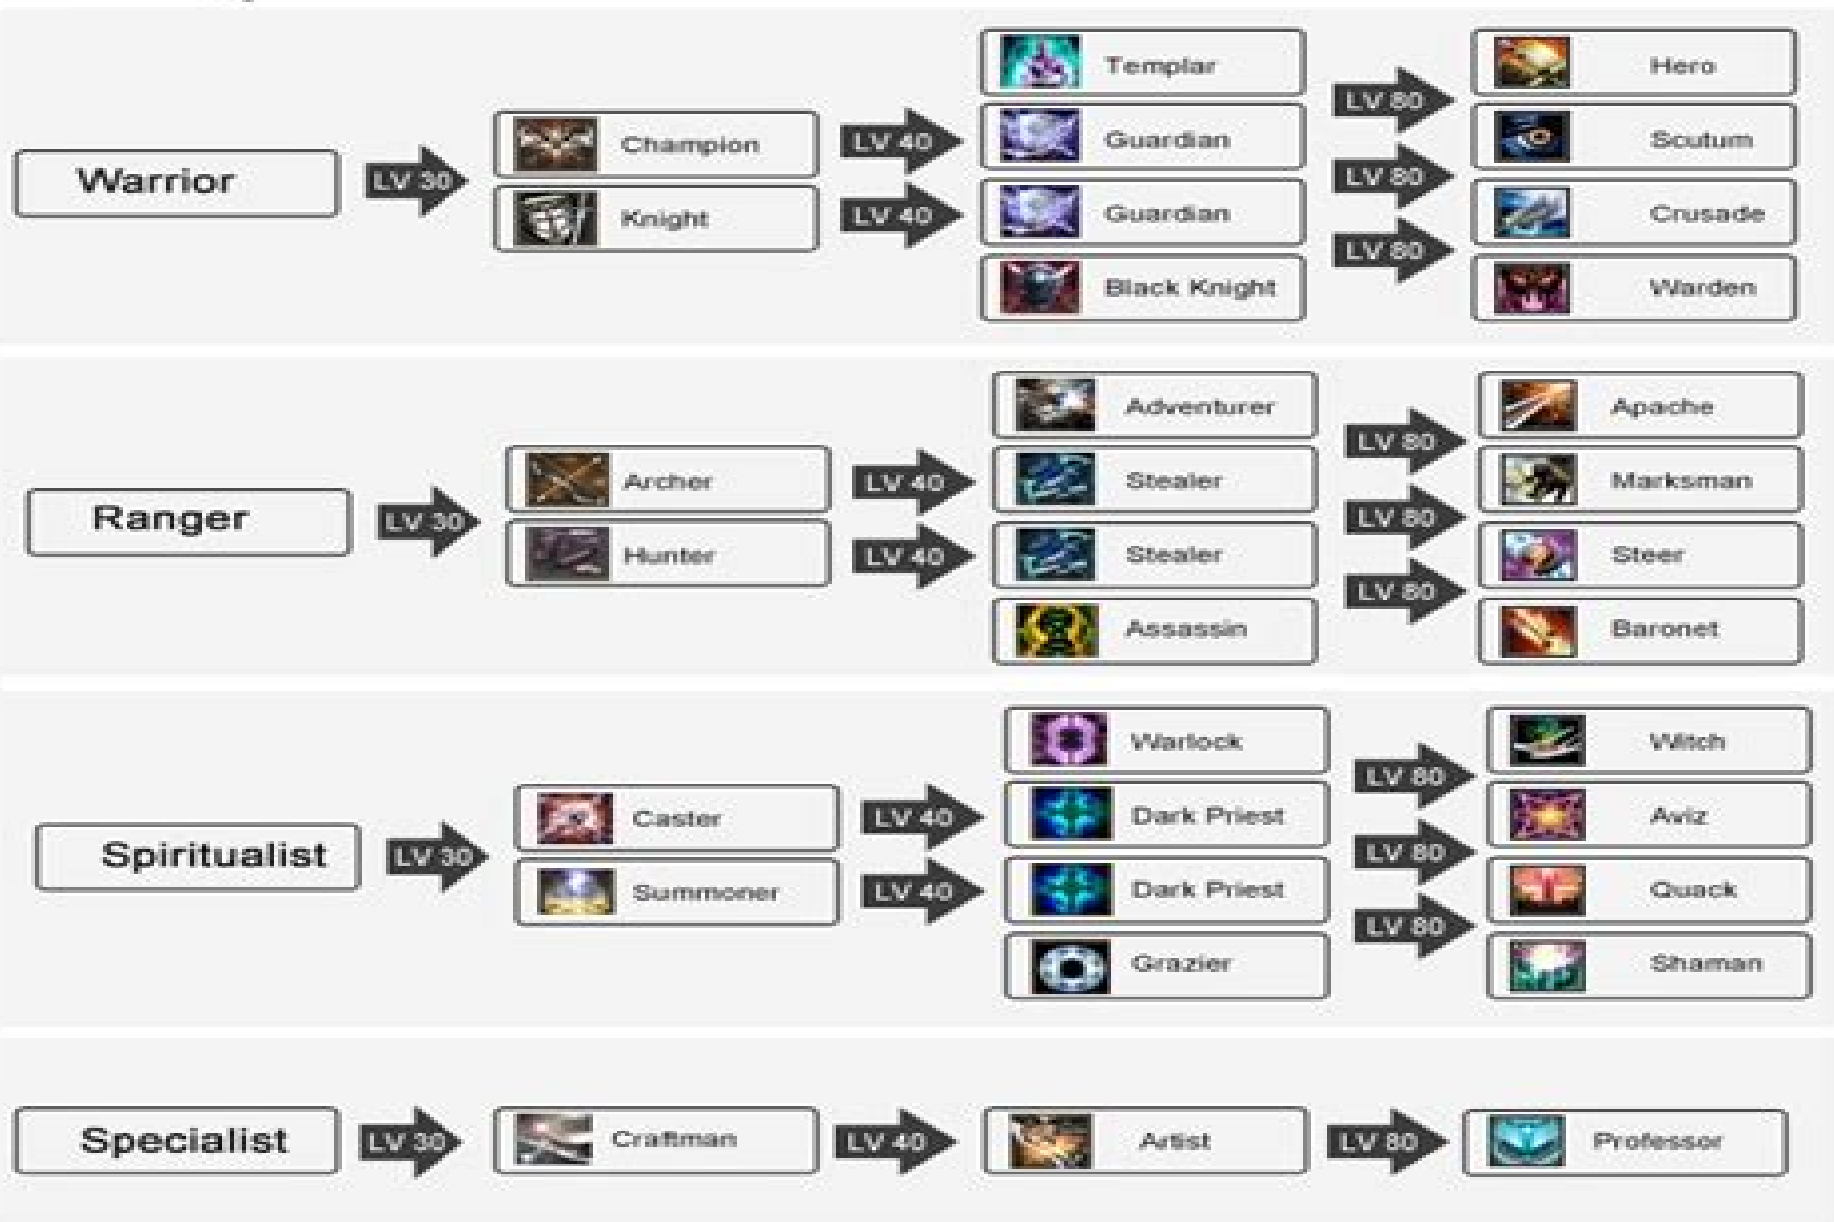 Templar
Hero
LV 80
Champion
LV 40
Guardian
Scutum
Warrior
LV 30
LV 80
Knight
LV 40
Guardian
Crusade
LV 80
Black Knight
Warden
Adventurer
Apache
LV 80
Archer
LV 40
Stealer
Marksman
Ranger
LV 30
LV 80
Hunter
LV 40
Stealer
Steer
LV 80
Assassin
Baronet
Warlock
Witch
LV 80
Caster
LV 40
Dark Priest
Aviz
Spiritualist
LV 30
LV 80
Summoner
LV 40
Dark Priest
Quack
LV 80
Grazier
Shaman
Specialist
LV 30
Craftman
LV 40
Artist
LV 80
Professor